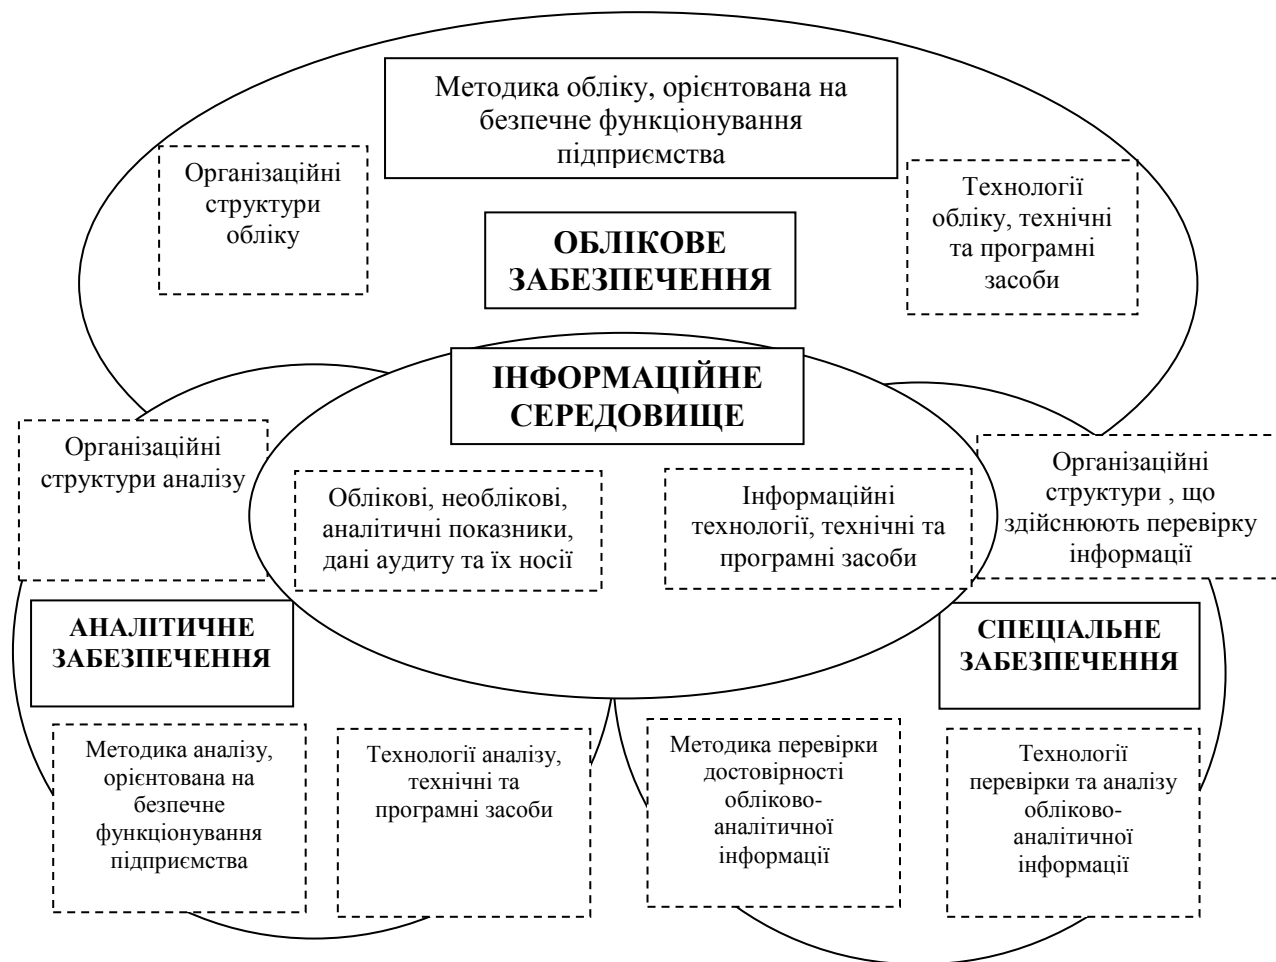 Методика обліку, орієнтована на
безпечне функціонування
підприємства
Організаційні
структури
обліку
Технології
обліку, технічні
та програмні
засоби
ОБЛІКОВЕ
ЗАБЕЗПЕЧЕННЯ
ІНФОРМАЦІЙНЕ
СЕРЕДОВИЩЕ
Організаційні
структури аналізу
Облікові, необлікові,
аналітичні показники,
дані аудиту та їх носії
Інформаційні
технології, технічні та
програмні засоби
Організаційні
структури , що
здійснюють перевірку
інформації
АНАЛІТИЧНЕ
ЗАБЕЗПЕЧЕННЯ
СПЕЦІАЛЬНЕ
ЗАБЕЗПЕЧЕННЯ
Методика аналізу,
орієнтована на
безпечне
функціонування
підприємства
Технології аналізу,
технічні та
програмні засоби
Методика перевірки
достовірності
обліково-
аналітичної
інформації
Технології
перевірки та аналізу
обліково-
аналітичної
інформації